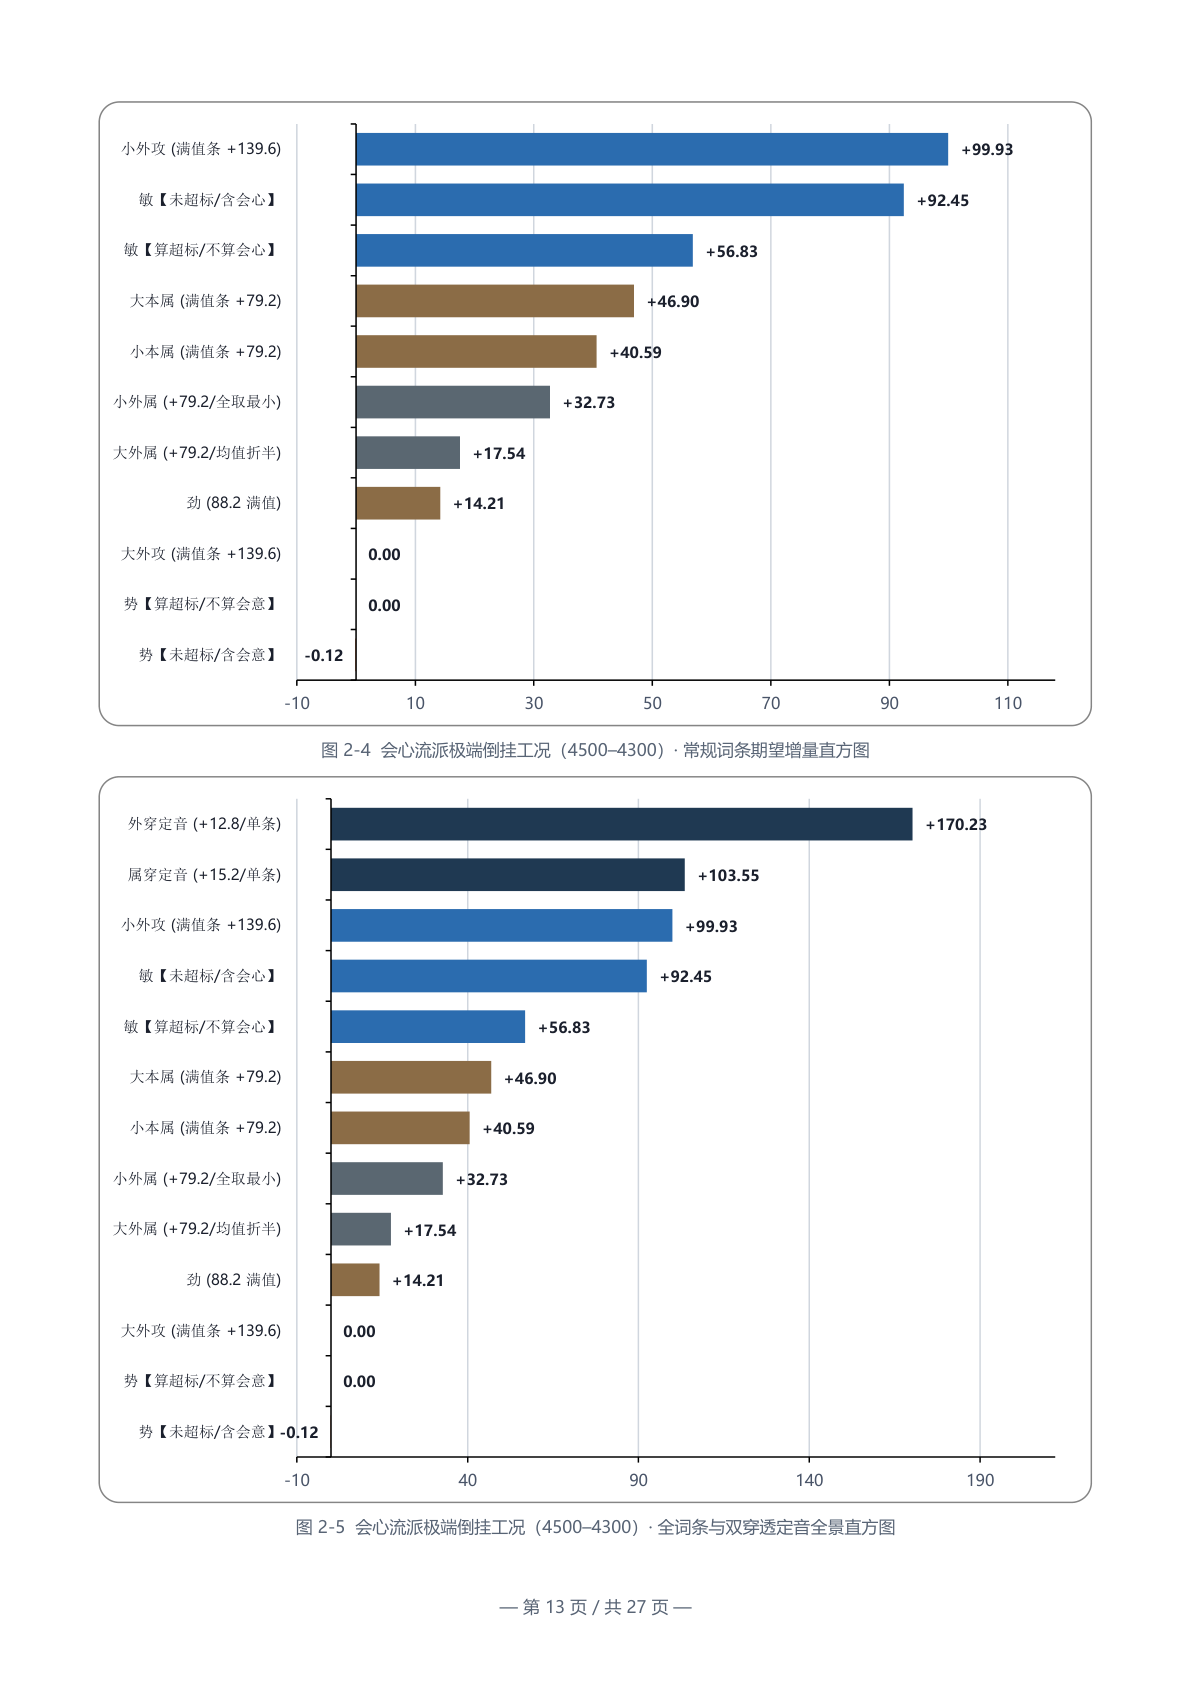 小外攻 (满值条 +139.6) +99.93
敏【未超标/含会心】 +92.45
敏【算超标/不算会心】 +56.83
大本属 (满值条 +79.2) +46.90
小本属 (满值条 +79.2) +40.59
小外属 (+79.2/全取最小) +32.73
大外属 (+79.2/均值折半) +17.54
劲 (88.2 满值) +14.21
大外攻 (满值条 +139.6) 0.00
势【算超标/不算会意】 0.00
势【未超标/含会意】 -0.12
-10 10 30 50 70 90 110
图 2-4 会心流派极端倒挂工况（4500–4300）· 常规词条期望增量直方图
外穿定音 (+12.8/单条) +170.23
属穿定音 (+15.2/单条) +103.55
小外攻 (满值条 +139.6) +99.93
敏【未超标/含会心】 +92.45
敏【算超标/不算会心】 +56.83
大本属 (满值条 +79.2) +46.90
小本属 (满值条 +79.2) +40.59
小外属 (+79.2/全取最小) +32.73
大外属 (+79.2/均值折半) +17.54
劲 (88.2 满值) +14.21
大外攻 (满值条 +139.6) 0.00
势【算超标/不算会意】 0.00
势【未超标/含会意】 -0.12
-10 40 90 140 190
图 2-5 会心流派极端倒挂工况（4500–4300）· 全词条与双穿透定音全景直方图
— 第 13 页 / 共 27 页 —